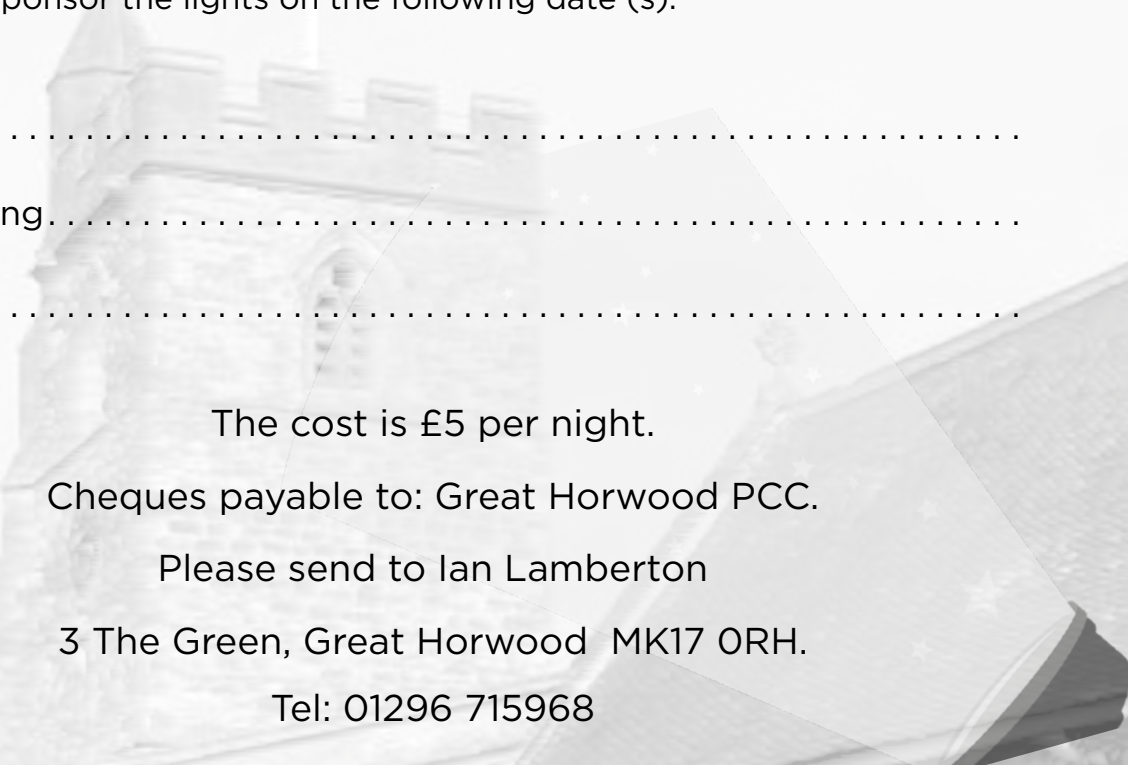 ponsor the lights on the following date (s):
. . . . . . . . . . . . . . . . . . . . . . . . . . . . . . . . . . . . . . . . . . . . . . . . . . . . . .
ng. . . . . . . . . . . . . . . . . . . . . . . . . . . . . . . . . . . . . . . . . . . . . . . . . . . .
. . . . . . . . . . . . . . . . . . . . . . . . . . . . . . . . . . . . . . . . . . . . . . . . . . . . . .
The cost is £5 per night.
Cheques payable to: Great Horwood PCC.
Please send to Ian Lamberton
3 The Green, Great Horwood MK17 0RH.
Tel: 01296 715968